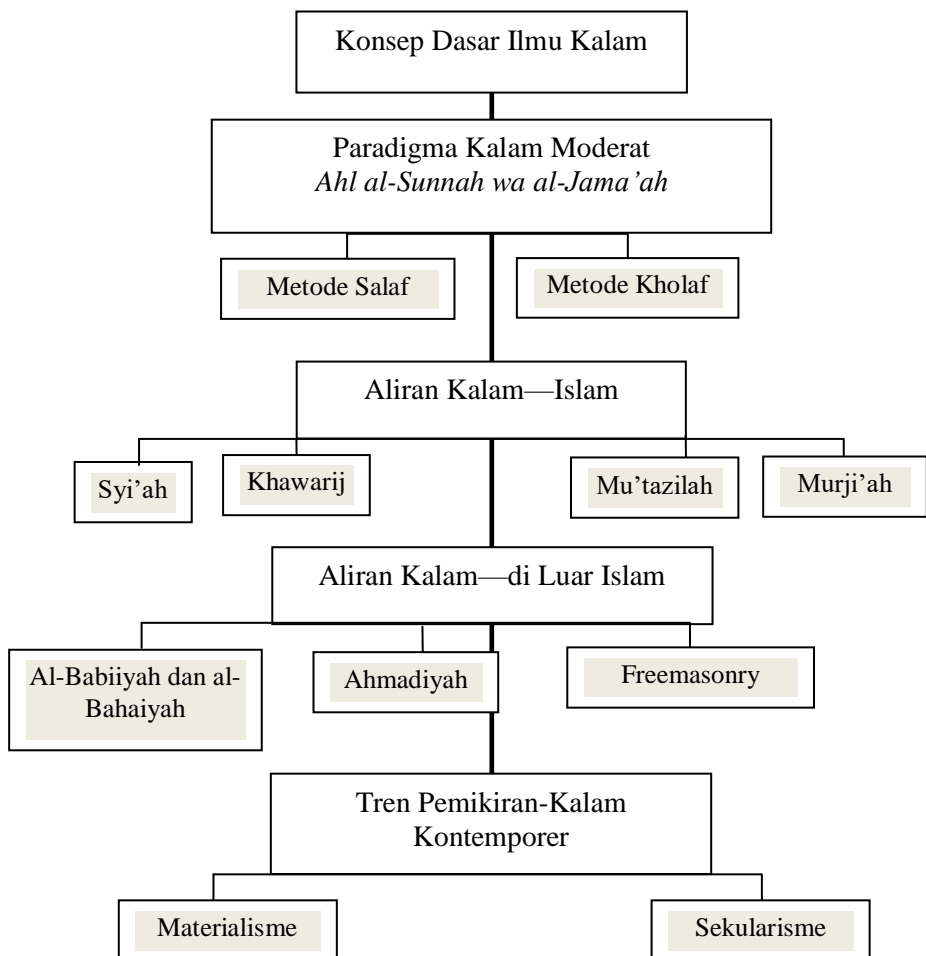 Konsep Dasar Ilmu Kalam
Paradigma Kalam Moderat
Ahl al-Sunnah wa al-Jama’ah
Metode Salaf
Metode Kholaf
Aliran Kalam—Islam
Syi’ah
Khawarij
Mu’tazilah
Murji’ah
Aliran Kalam—di Luar Islam
Al-Babiiyah dan al-
Bahaiyah
Ahmadiyah
Freemasonry
Tren Pemikiran-Kalam
Kontemporer
Materialisme
Sekularisme